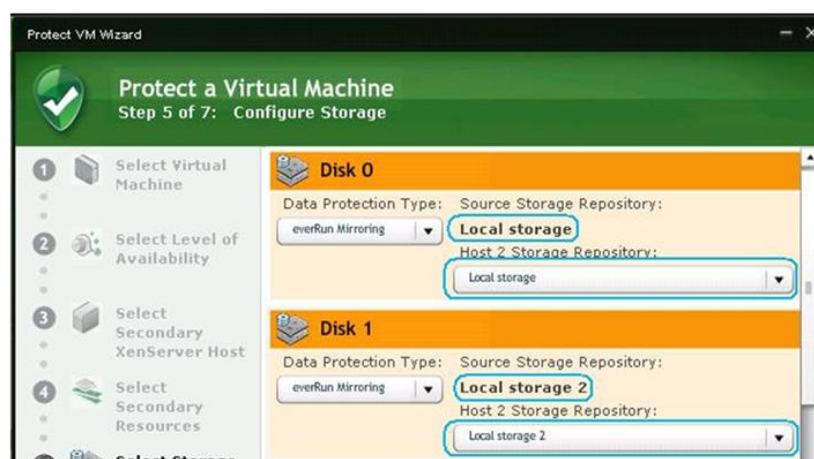 Protect VM Wizard
Protect a Virtual Machine
Step 5 of 7: Configure Storage
1
Select Virtual
Machine
2
Select Level of
Availability
3
Select
Secondary
XenServer Host
4
Select
Secondary
Resources
Select Storage
Disk 0
Data Protection Type:
everRun Mirroring
Source Storage Repository:
Local storage
Host 2 Storage Repository:
Local storage
Disk 1
Data Protection Type:
everRun Mirroring
Source Storage Repository:
Local storage 2
Host 2 Storage Repository:
Local storage 2